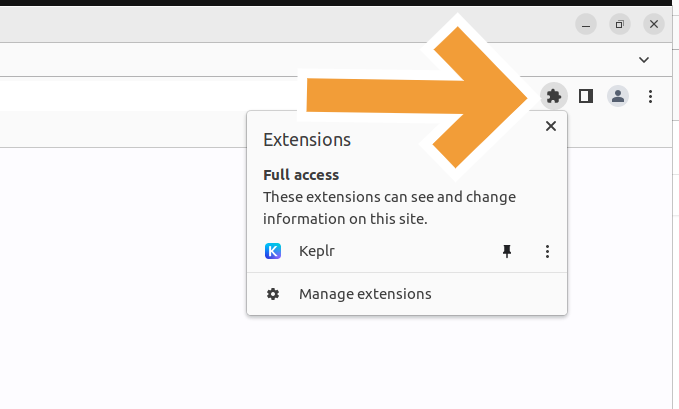 Extensions
Full access
These extensions can see and change
information on this site.
Keplr
Manage extensions